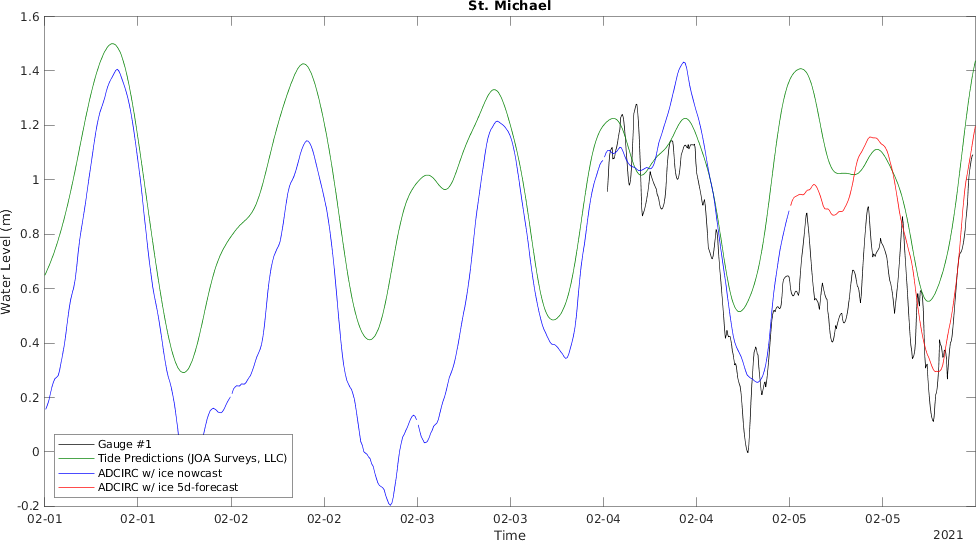 St. Michael
1.6
1.4
1.2
1
0.8
0.6
0.4
0.2
0
-0.2
Water Level (m)
Gauge #1
Tide Predictions (JOA Surveys, LLC)
ADCIRC w/ ice nowcast
ADCIRC w/ ice 5d-forecast
02-01 02-01 02-02 02-02 02-03 02-03 02-04 02-04 02-05 02-05
Time
2021